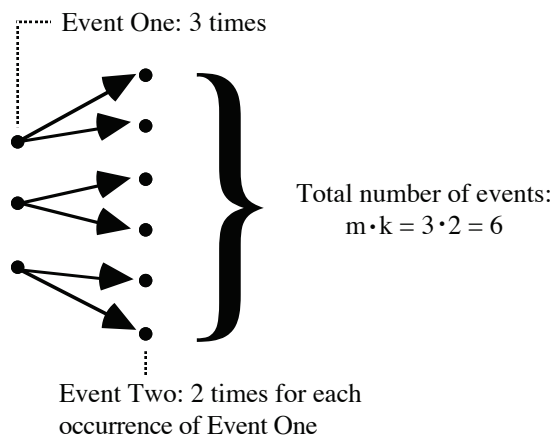 Event One: 3 times
Total number of events:
m·k = 3·2 = 6
Event Two: 2 times for each
occurrence of Event One